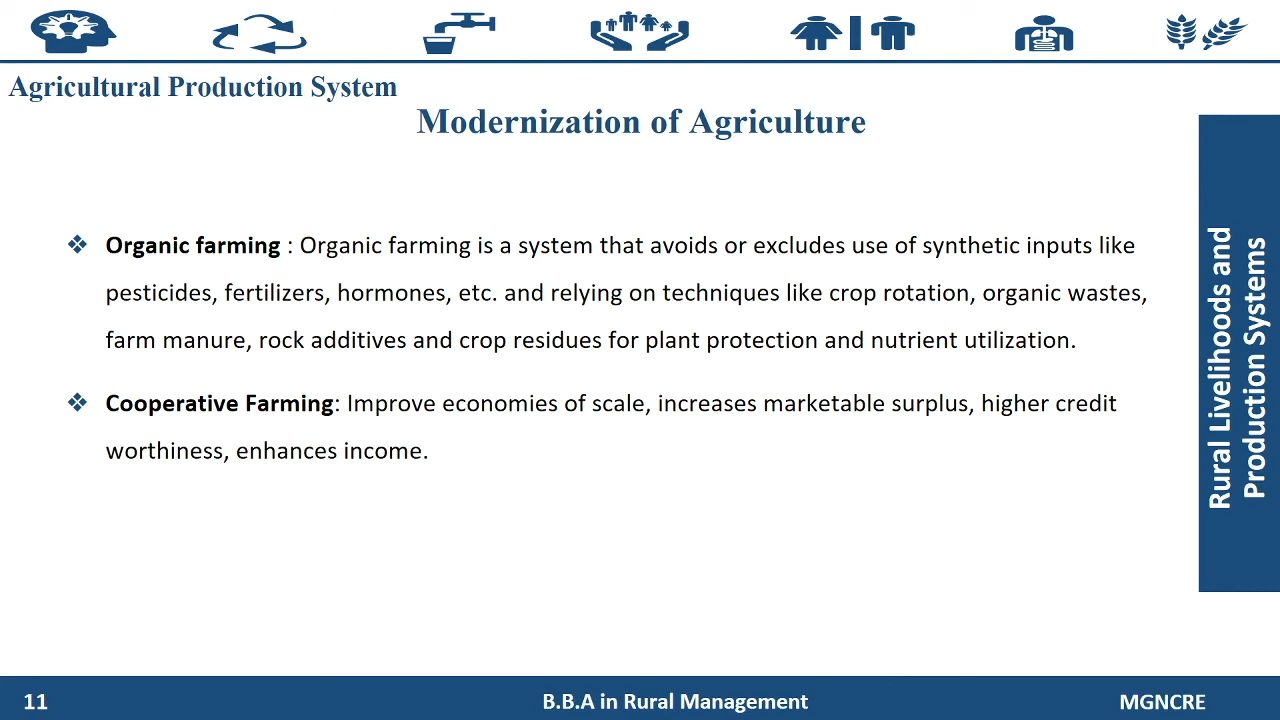 Agricultural Production System
Modernization of Agriculture
❖ Organic farming : Organic farming is a system that avoids or excludes use of synthetic inputs like
pesticides, fertilizers, hormones, etc. and relying on techniques like crop rotation, organic wastes,
farm manure, rock additives and crop residues for plant protection and nutrient utilization.
❖ Cooperative Farming: Improve economies of scale, increases marketable surplus, higher credit
worthiness, enhances income.
Rural Livelihoods and
Production Systems
11
B.B.A in Rural Management
MGNCRE